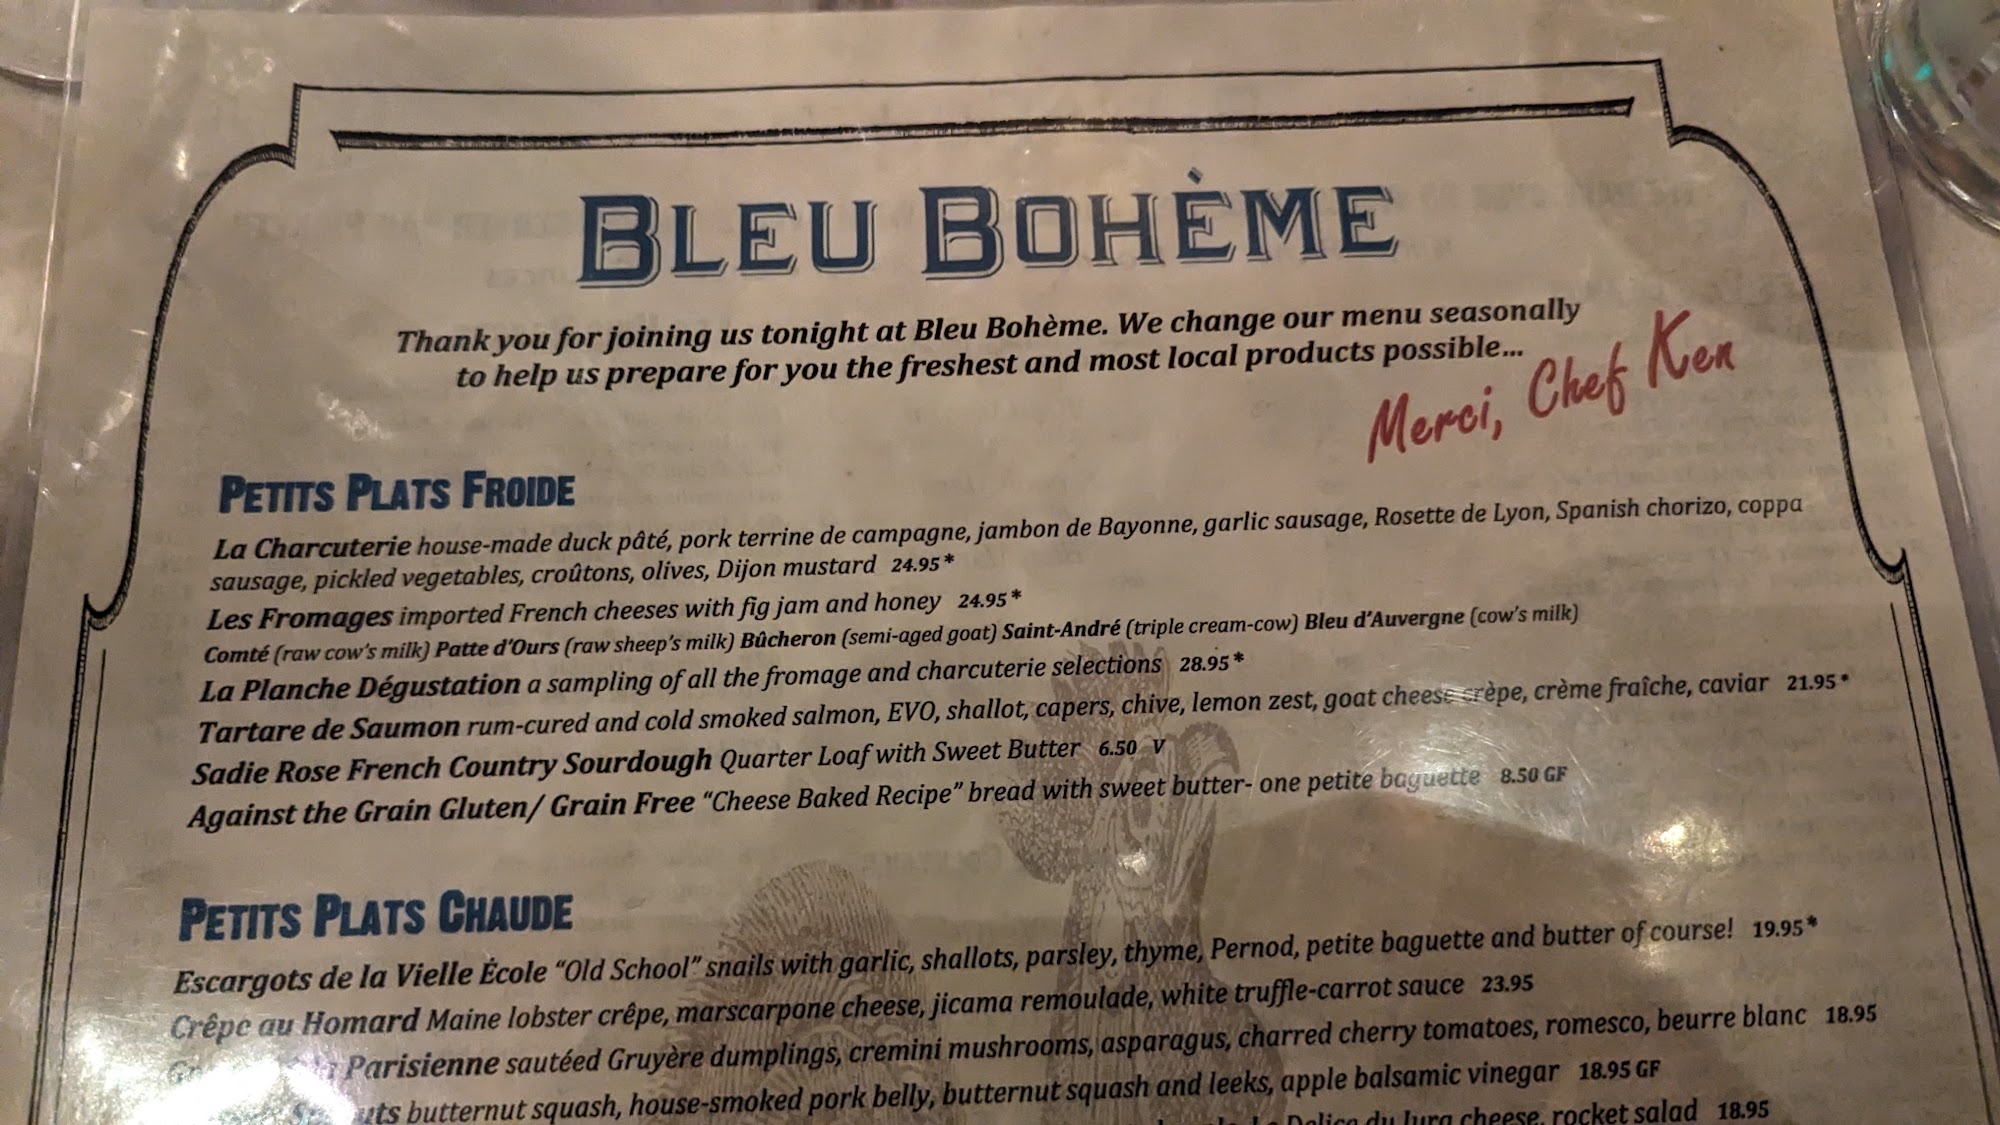 BLEU BOHÈME
Thank you for joining us tonight at Bleu Bohème. We change our menu seasonally
to help us prepare for you the freshest and most local products possible...
Merci, Chef Ken
PETITS PLATS FROIDE
La Charcuterie house-made duck pâté, pork terrine de campagne, jambon de Bayonne, garlic sausage, Rosette de Lyon, Spanish chorizo, coppa
sausage, pickled vegetables, croûtons, olives, Dijon mustard 24.95*
Les Fromages imported French cheeses with fig jam and honey 24.95*
Comté (raw cow's milk) Patte d'Ours (raw sheep's milk) Bûcheron (semi-aged goat) Saint-André (triple cream-cow) Bleu d'Auvergne (cow's milk)
La Planche Dégustation a sampling of all the fromage and charcuterie selections 28.95*
Tartare de Saumon rum-cured and cold smoked salmon, EVO, shallot, capers, chive, lemon zest, goat cheese crèpe, crème fraîche, caviar 21.95*
Sadie Rose French Country Sourdough Quarter Loaf with Sweet Butter 6.50 V
Against the Grain Gluten/ Grain Free "Cheese Baked Recipe" bread with sweet butter- one petite baguette 8.50 GF
PETITS PLATS CHAUDE
Escargots de la Vielle École "Old School" snails with garlic, shallots, parsley, thyme, Pernod, petite baguette and butter of course! 19.95*
Crêpe au Homard Maine lobster crêpe, marscarpone cheese, jicama remoulade, white truffle-carrot sauce 23.95
Parisienne sautéed Gruyère dumplings, cremini mushrooms, asparagus, charred cherry tomatoes, romesco, beurre blanc 18.95
butternut squash, house-smoked pork belly, butternut squash and leeks, apple balsamic vinegar 18.95 GF
Delice du Jura cheese, rocket salad 18.95